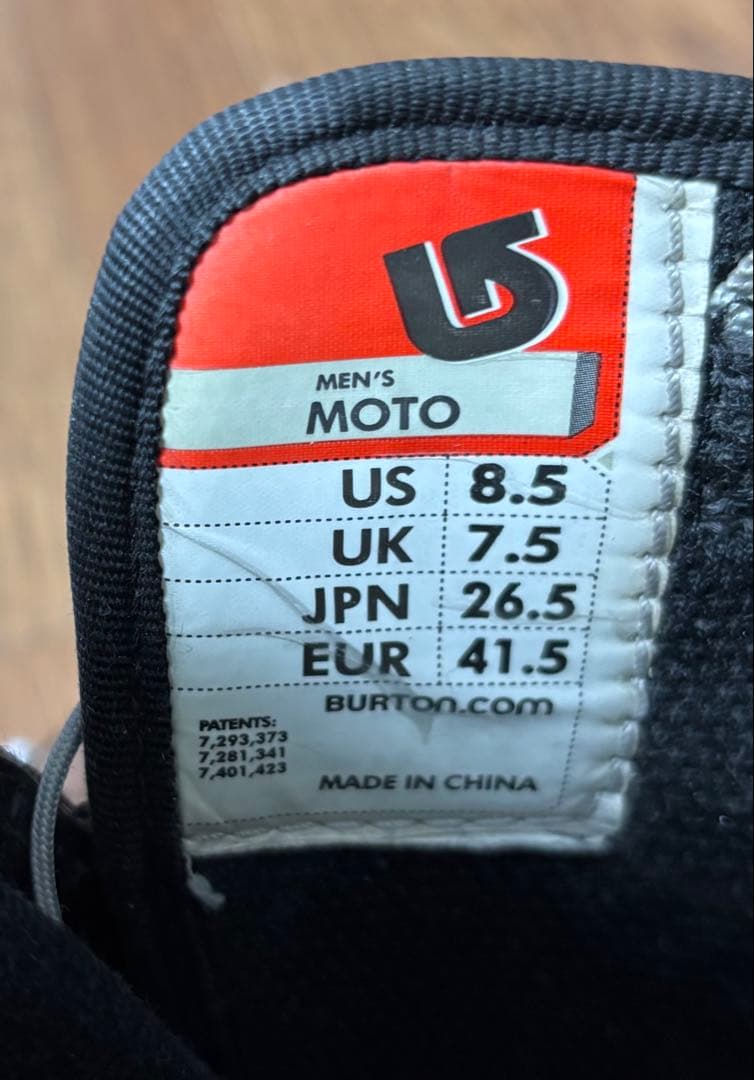 MEN'S
MOTO
US 8.5
UK 7.5
JPN 26.5
EUR 41.5
BURTon.com
PATENTS:
7,293,373
7,281,341
7,401,423
MADE IN CHINA